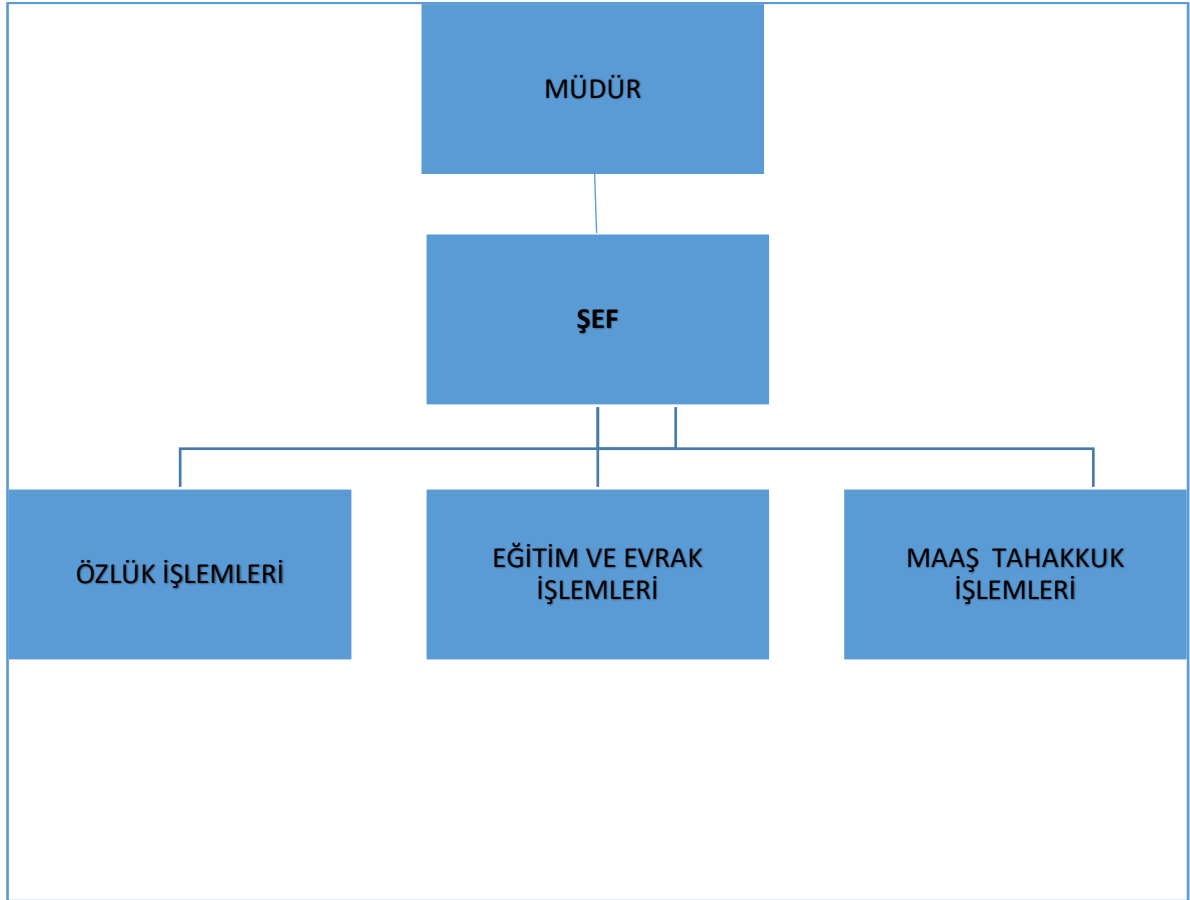 MÜDÜR
ŞEF
ÖZLÜK İŞLEMLERİ
EĞİTİM VE EVRAK
İŞLEMLERİ
MAAŞ  TAHAKKUK
İŞLEMLERİ